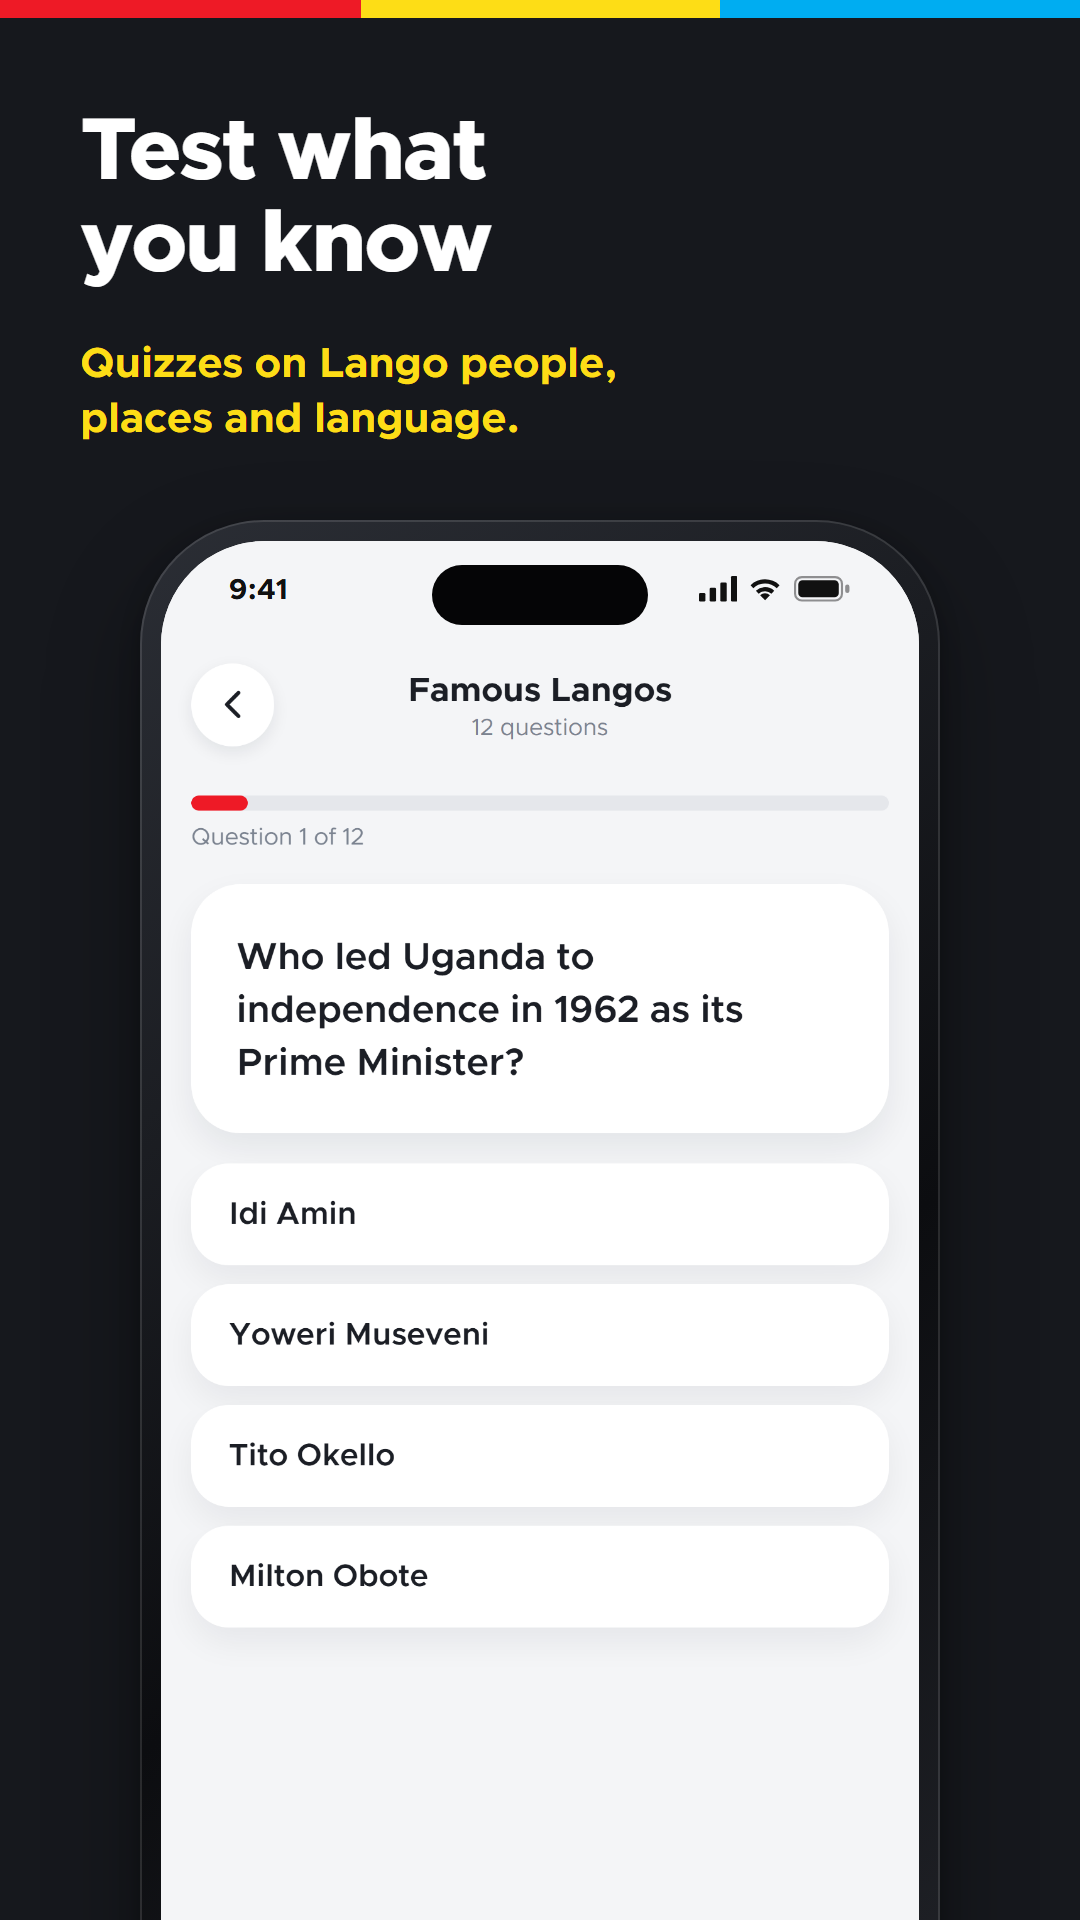 Test what
you know
Quizzes on Lango people,
places and language.
9:41
Famous Langos
12 questions
Question 1 of 12
Who led Uganda to
independence in 1962 as its
Prime Minister?
Idi Amin
Yoweri Museveni
Tito Okello
Milton Obote